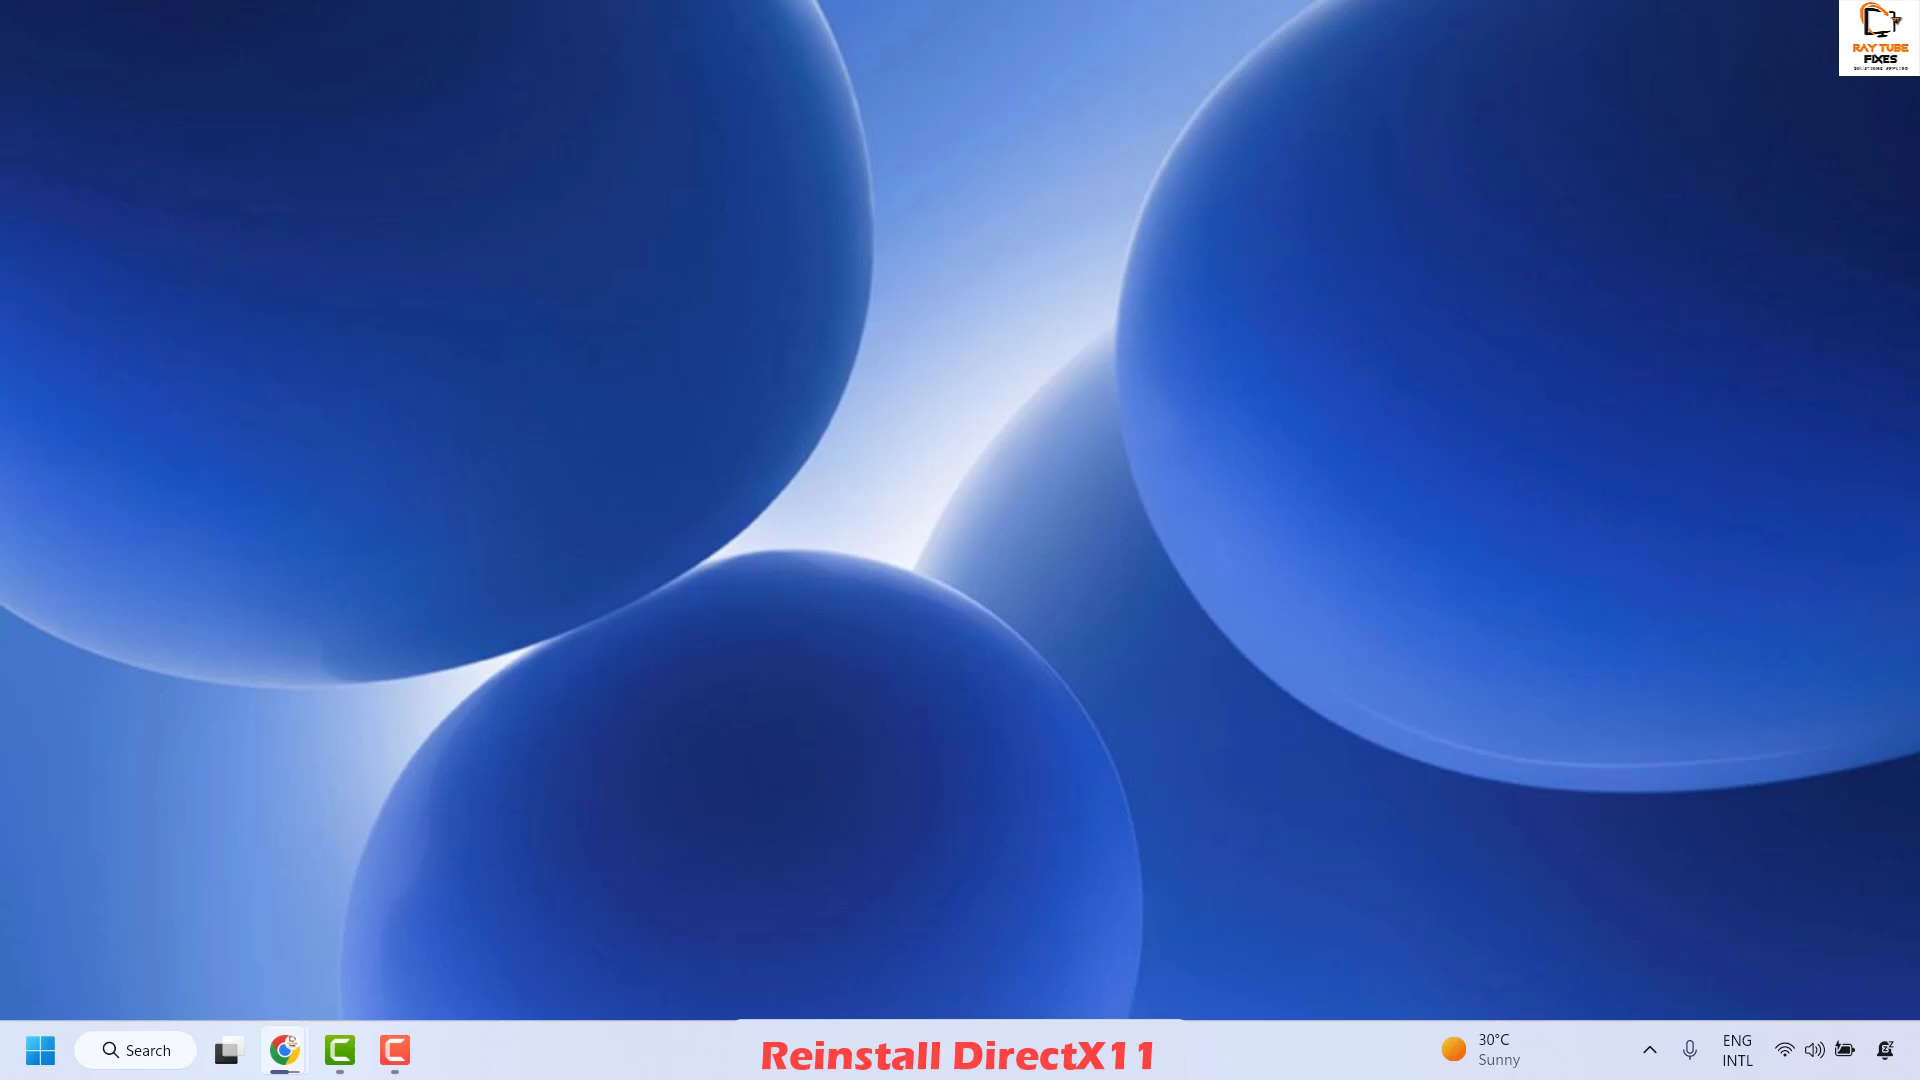 RAY TUBE
FIXES
Search
Reinstall DirectX11
30°C
Sunny
ENG
INTL